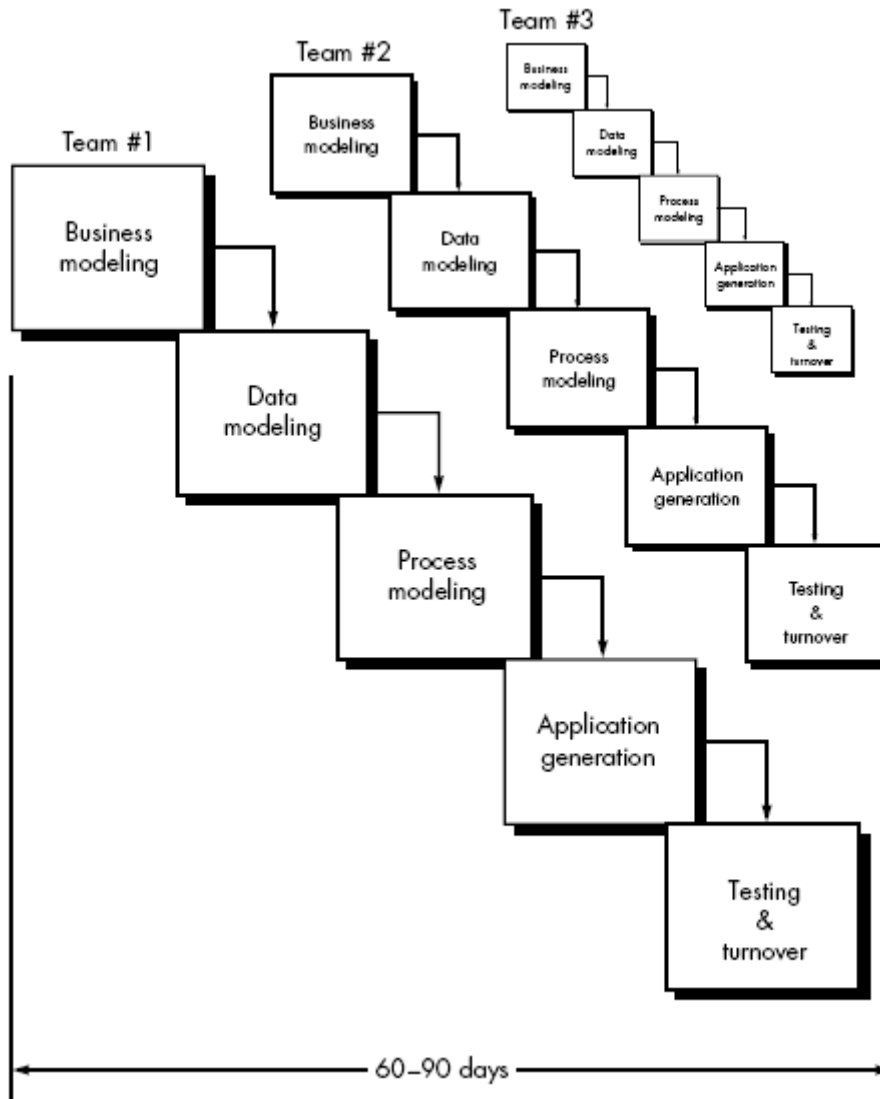 Team #1
Business
modeling
Data
modeling
Process
modeling
Application
generation
Testing
&
turnover
Team #2
Business
modeling
Data
modeling
Process
modeling
Application
generation
Testing
&
turnover
Team #3
Business
modeling
Data
modeling
Process
modeling
Application
generation
Testing
&
turnover
60–90 days